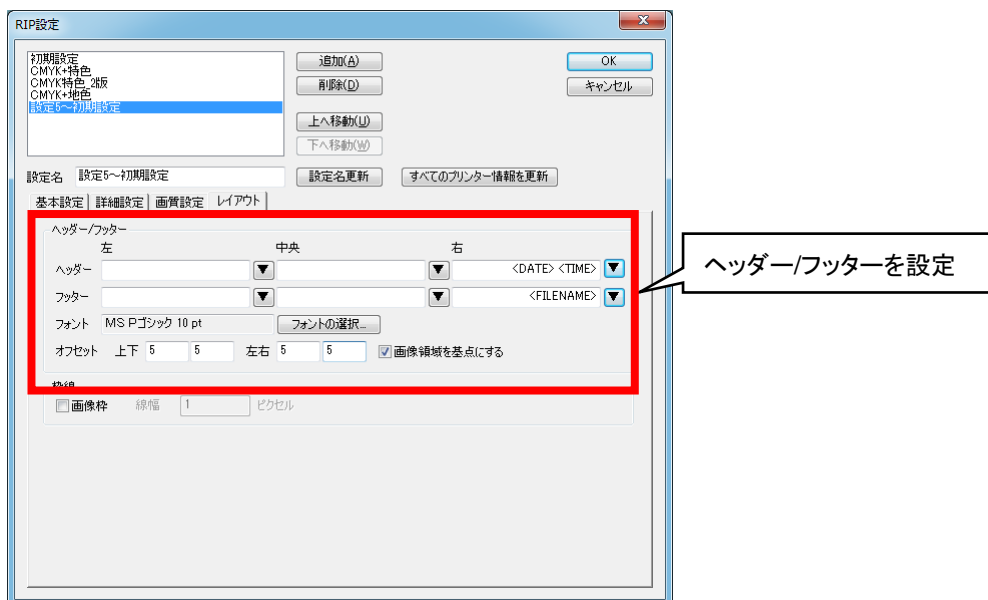 RIP設定
初期設定
CMYK+特色
CMYK特色_2版
CMYK+地色
設定5～初期設定
追加(A)
削除(D)
上へ移動(U)
下へ移動(W)
OK
キャンセル
設定名 設定5～初期設定 設定名更新 すべてのプリンター情報を更新
基本設定 詳細設定 画質設定 レイアウト
ヘッダー/フッター
左 中央 右
ヘッダー <DATE> <TIME>
フッター <FILENAME>
フォント MS Pゴシック 10 pt フォントの選択...
オフセット 上下 5 5 左右 5 5 画像領域を基点にする
枠線
画像枠 線幅 1 ピクセル
ヘッダー/フッターを設定